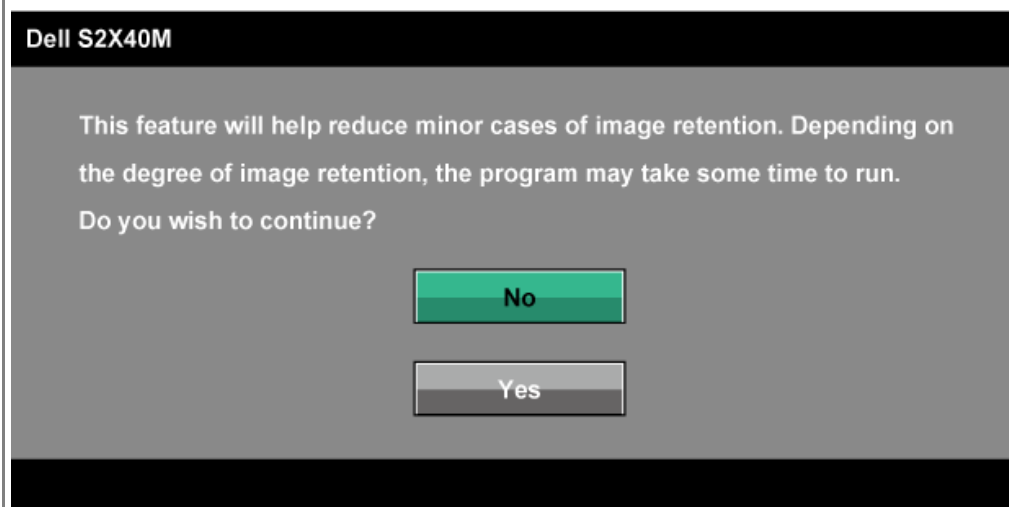 Dell S2X40M
This feature will help reduce minor cases of image retention. Depending on
the degree of image retention, the program may take some time to run.
Do you wish to continue?
No
Yes